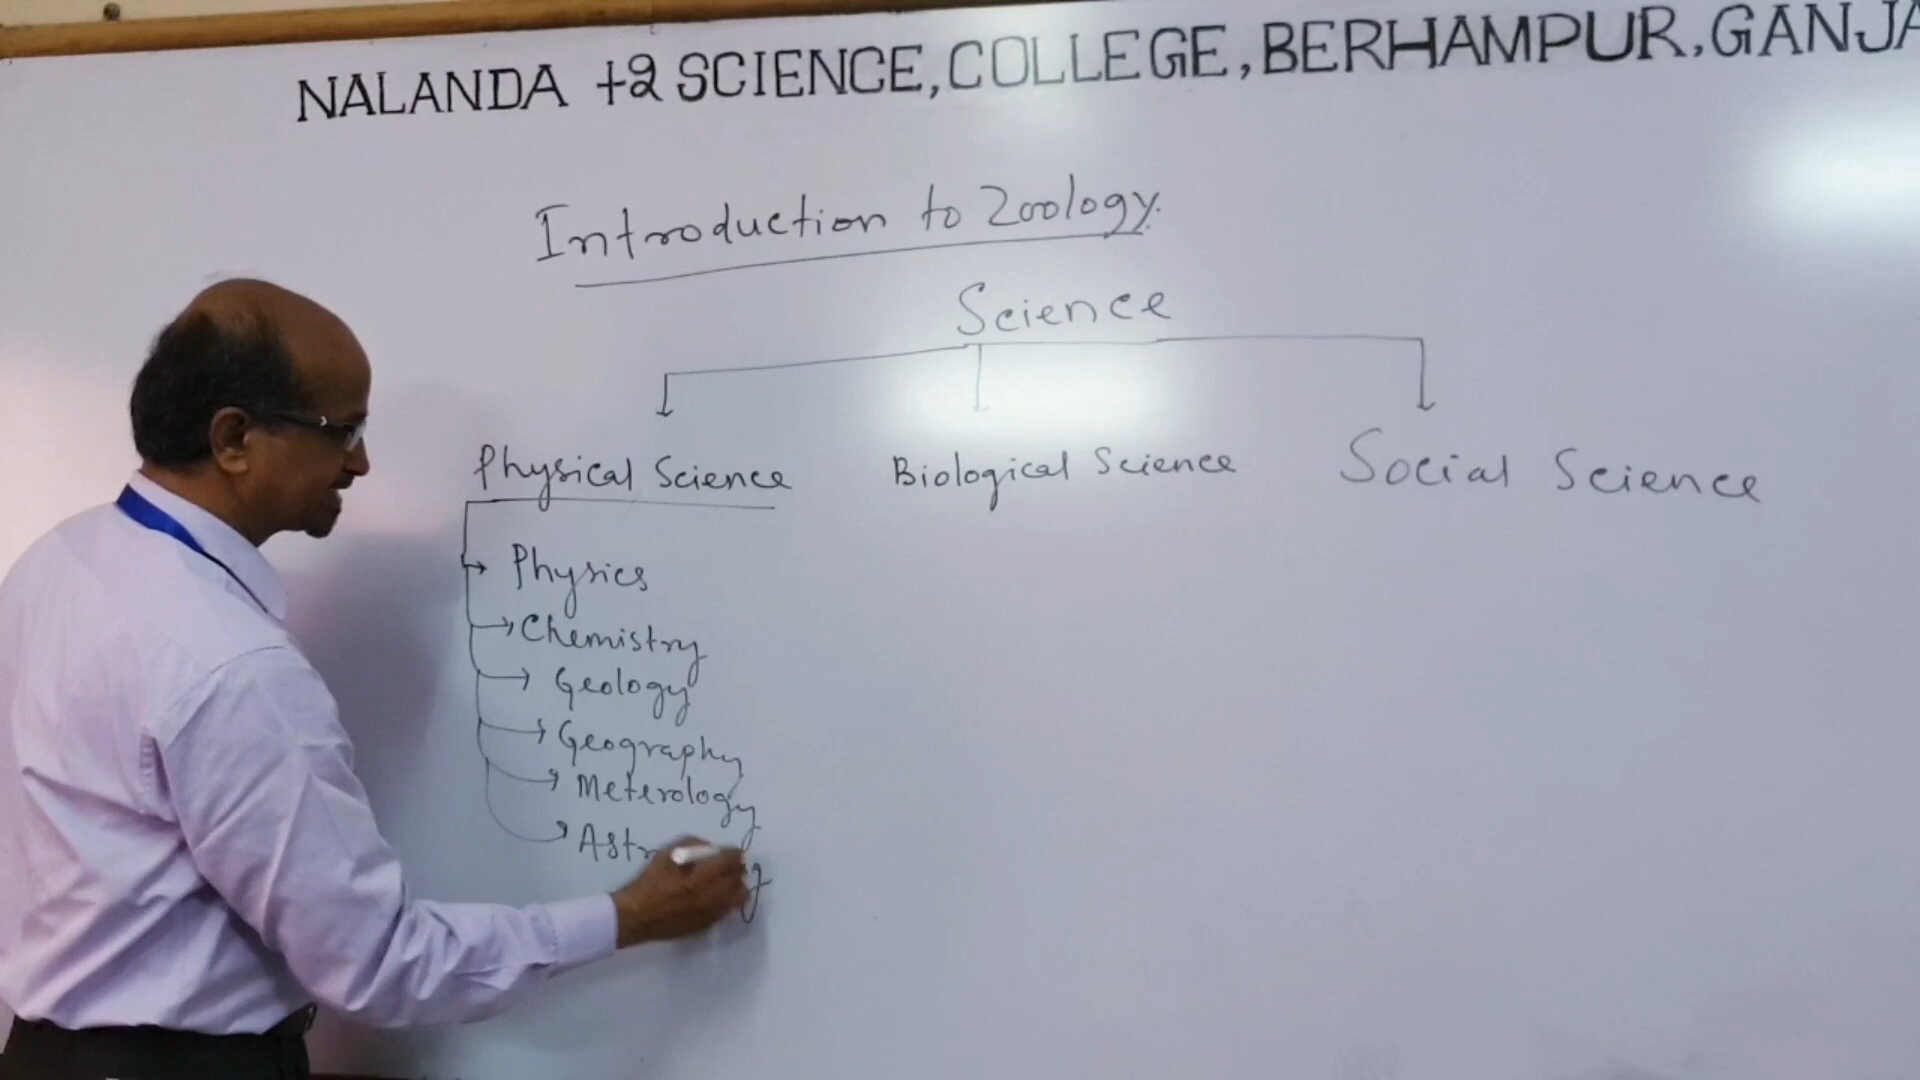 NALANDA +2 SCIENCE, COLLEGE, BERHAMPUR, GANJA
Introduction to Zoology.
Science
Physical Science Biological Science Social Science
Physics
Chemistry
Geology
Geography
Meterology